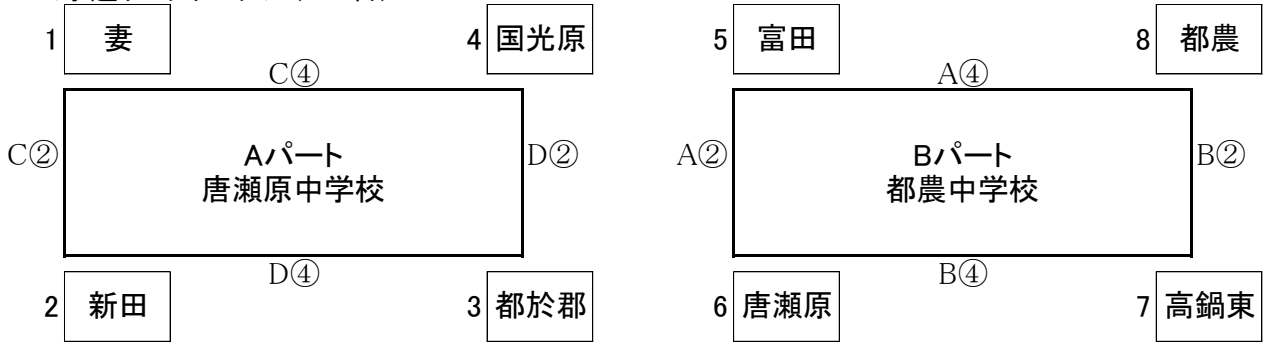 1 妻
4 国光原
5 富田
8 都農
C④
A④
C②
Aパート
唐瀬原中学校
D②
A②
Bパート
都農中学校
B②
D④
B④
2 新田
3 都於郡
6 唐瀬原
7 高鍋東